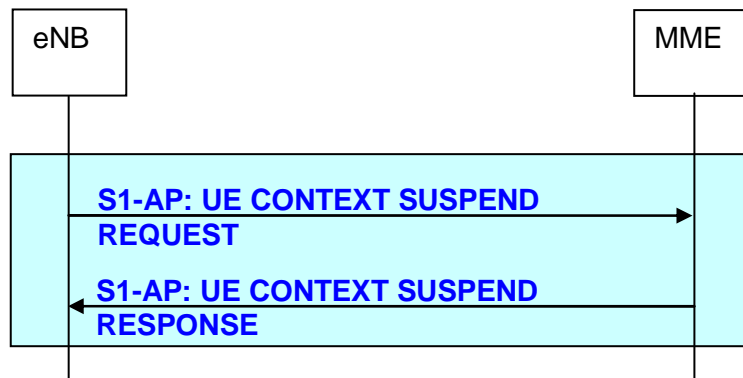 eNB
MME
S1-AP: UE CONTEXT SUSPEND
REQUEST
S1-AP: UE CONTEXT SUSPEND
RESPONSE